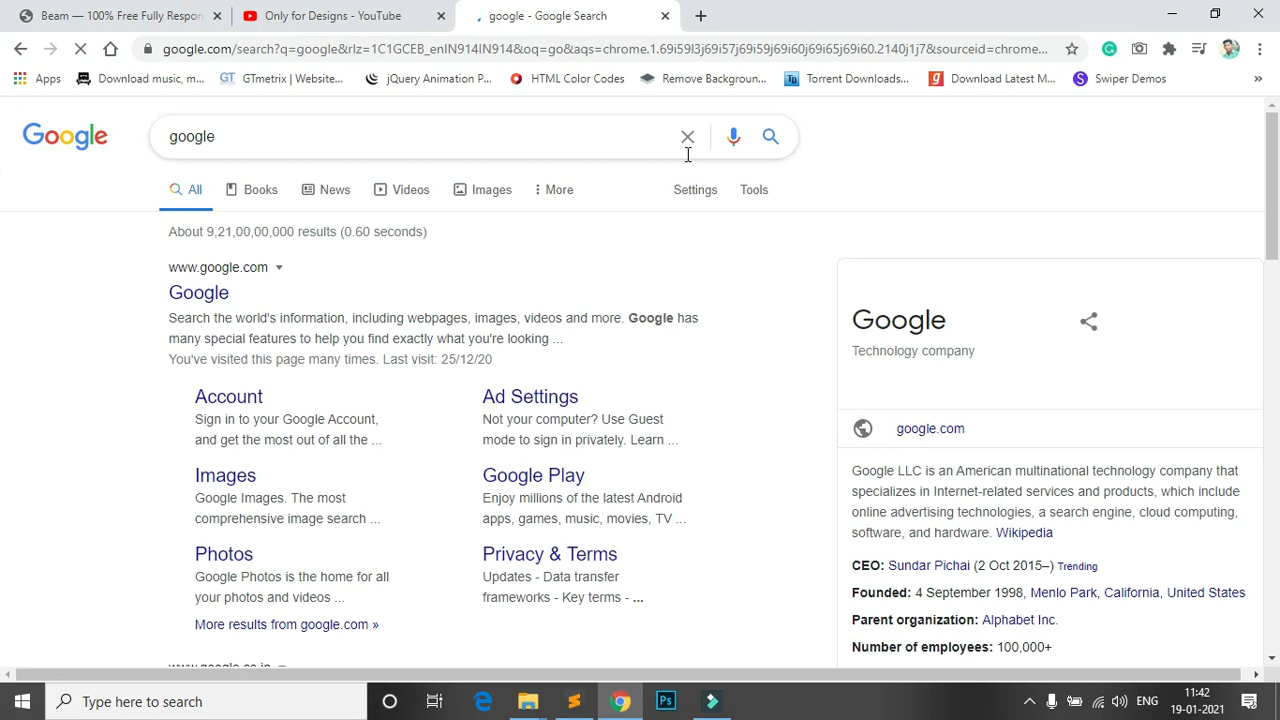 Beam — 100% Free Fully Respon
Only for Designs - YouTube
google - Google Search
google.com/search?q=google&rlz=1C1GCEB_enIN914IN914&oq=go&aqs=chrome.1.69i59l3j69i57j69i59j69i60j69i65j69i60.2140j1j7&sourceid=chrome...
Apps
Download music, m...
GT GTmetrix | Website...
jQuery Animation P...
HTML Color Codes
Remove Backgroun...
Torrent Downloads...
Download Latest M...
Swiper Demos
»
Google
google
All
Books
News
Videos
Images
More
Settings
Tools
About 9,21,00,00,000 results (0.60 seconds)
www.google.com
Google
Search the world's information, including webpages, images, videos and more. Google has
many special features to help you find exactly what you're looking ...
You've visited this page many times. Last visit: 25/12/20
Account
Sign in to your Google Account,
and get the most out of all the ...
Ad Settings
Not your computer? Use Guest
mode to sign in privately. Learn ...
Images
Google Images. The most
comprehensive image search ...
Google Play
Enjoy millions of the latest Android
apps, games, music, movies, TV ...
Photos
Google Photos is the home for all
your photos and videos ...
Privacy & Terms
Updates - Data transfer
frameworks - Key terms - ...
More results from google.com »
www.google.co.in
Google
Technology company
google.com
Google LLC is an American multinational technology company that
specializes in Internet-related services and products, which include
online advertising technologies, a search engine, cloud computing,
software, and hardware. Wikipedia
CEO: Sundar Pichai (2 Oct 2015–) Trending
Founded: 4 September 1998, Menlo Park, California, United States
Parent organization: Alphabet Inc.
Number of employees: 100,000+
Type here to search
Ps
ENG
11:42
19-01-2021